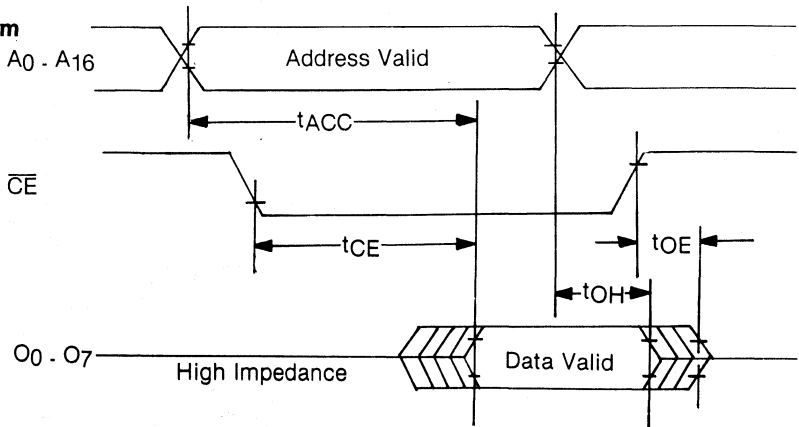 m
A0 - A16
Address Valid
tACC
CE
tCE
tOE
tOH
O0 - O7
High Impedance
Data Valid